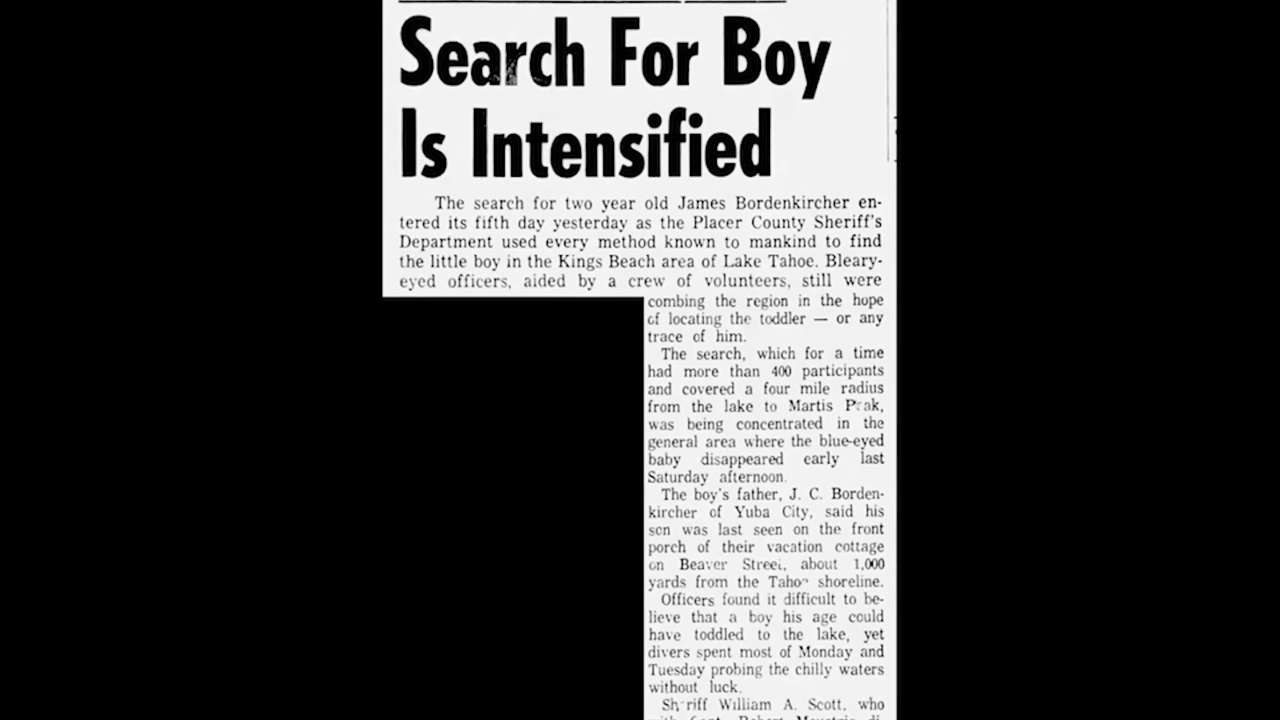 Search For Boy
Is Intensified
The search for two year old James Bordenkircher en-
tered its fifth day yesterday as the Placer County Sheriff's
Department used every method known to mankind to find
the little boy in the Kings Beach area of Lake Tahoe. Bleary-
eyed officers, aided by a crew of volunteers, still were
combing the region in the hope
of locating the toddler — or any
trace of him.
The search, which for a time
had more than 400 participants
and covered a four mile radius
from the lake to Martis Peak,
was being concentrated in the
general area where the blue-eyed
baby disappeared early last
Saturday afternoon.
The boy's father, J. C. Borden-
kircher of Yuba City, said his
son was last seen on the front
porch of their vacation cottage
on Beaver Street, about 1,000
yards from the Tahoe shoreline.
Officers found it difficult to be-
lieve that a boy his age could
have toddled to the lake, yet
divers spent most of Monday and
Tuesday probing the chilly waters
without luck.
Sheriff William A. Scott, who